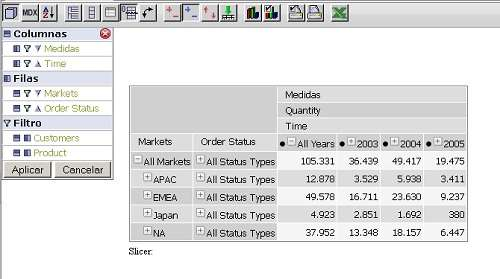 MDX
Columnas
Medidas
Time
Filas
Markets
Order Status
Filtro
Customers
Product
Aplicar Cancelar
Medidas
Quantity
Time
Markets Order Status All Years 2003 2004 2005
All Markets All Status Types 105.331 36.439 49.417 19.475
APAC All Status Types 12.878 3.529 5.938 3.411
EMEA All Status Types 49.578 16.711 23.630 9.237
Japan All Status Types 4.923 2.851 1.692 380
NA All Status Types 37.952 13.348 18.157 6.447
Slicer: